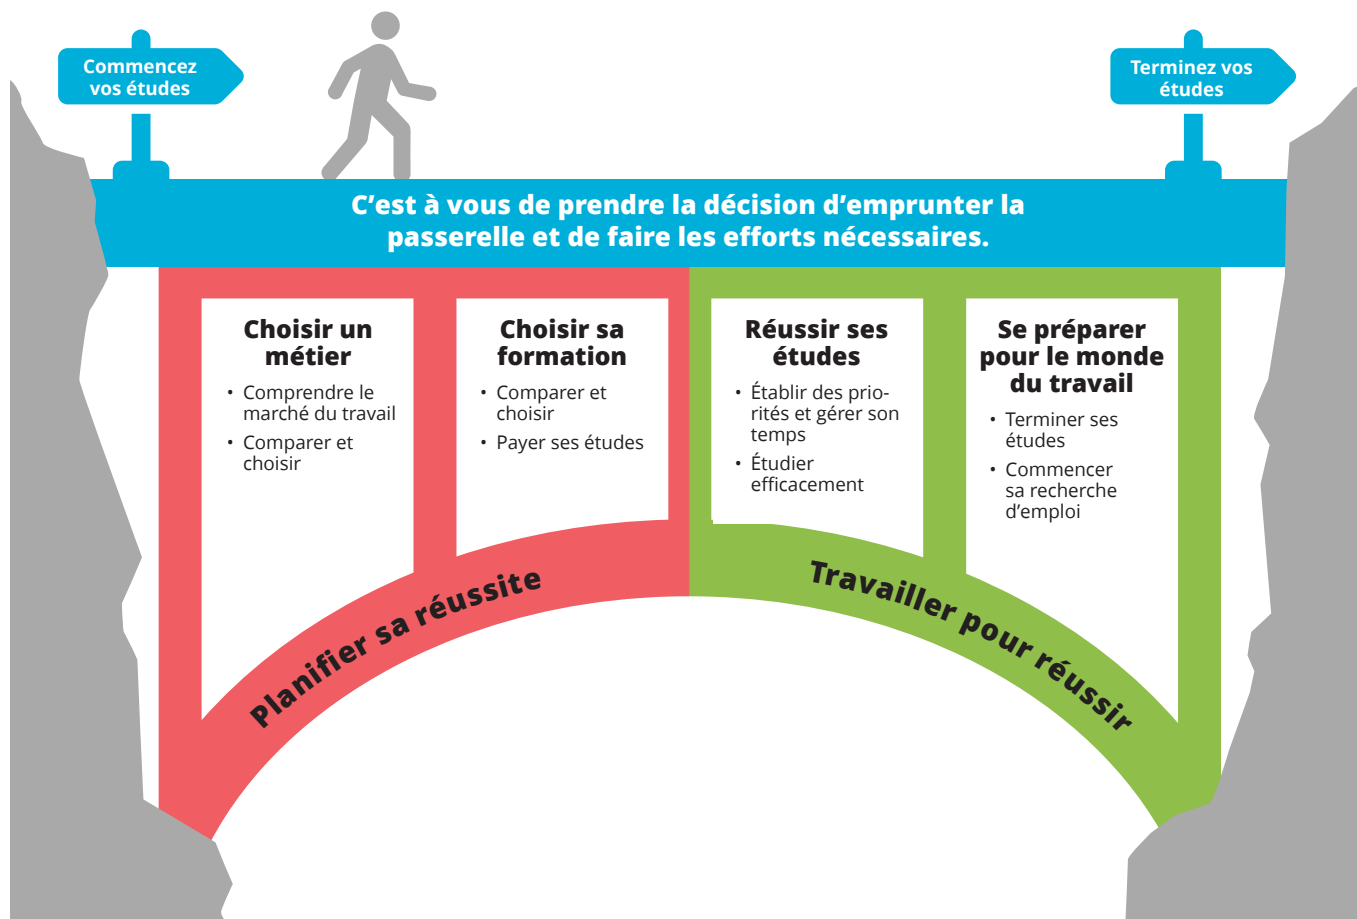 Commencez
vos études
Terminez vos
études
C’est à vous de prendre la décision d’emprunter la
passerelle et de faire les efforts nécessaires.
Choisir un
métier
• Comprendre le
marché du travail
• Comparer et
choisir
Choisir sa
formation
• Comparer et
choisir
• Payer ses études
Réussir ses
études
• Établir des prio-
rités et gérer son
temps
• Étudier
efficacement
Se préparer
pour le monde
du travail
• Terminer ses
études
• Commencer
sa recherche
d’emploi
Planifier sa réussite
Travailler pour réussir